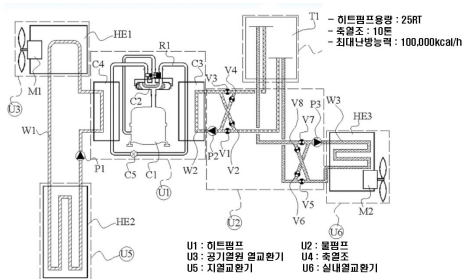 - 히트펌프용량 : 25RT
- 축열조 : 10톤
- 최대난방능력 : 100,000kcal/h
T1
HE1
M1
U3
C4
R1
C3
C2
V3
V4
W1
P1
C5
C1
W2
P2
V1
V2
U1
U2
V8
V7
P3
W3
HE3
V6
V5
M2
U6
HE2
U5
U1 : 히트펌프
U2 : 물펌프
U3 : 공기열원 열교환기
U4 : 축열조
U5 : 지열교환기
U6 : 실내열교환기